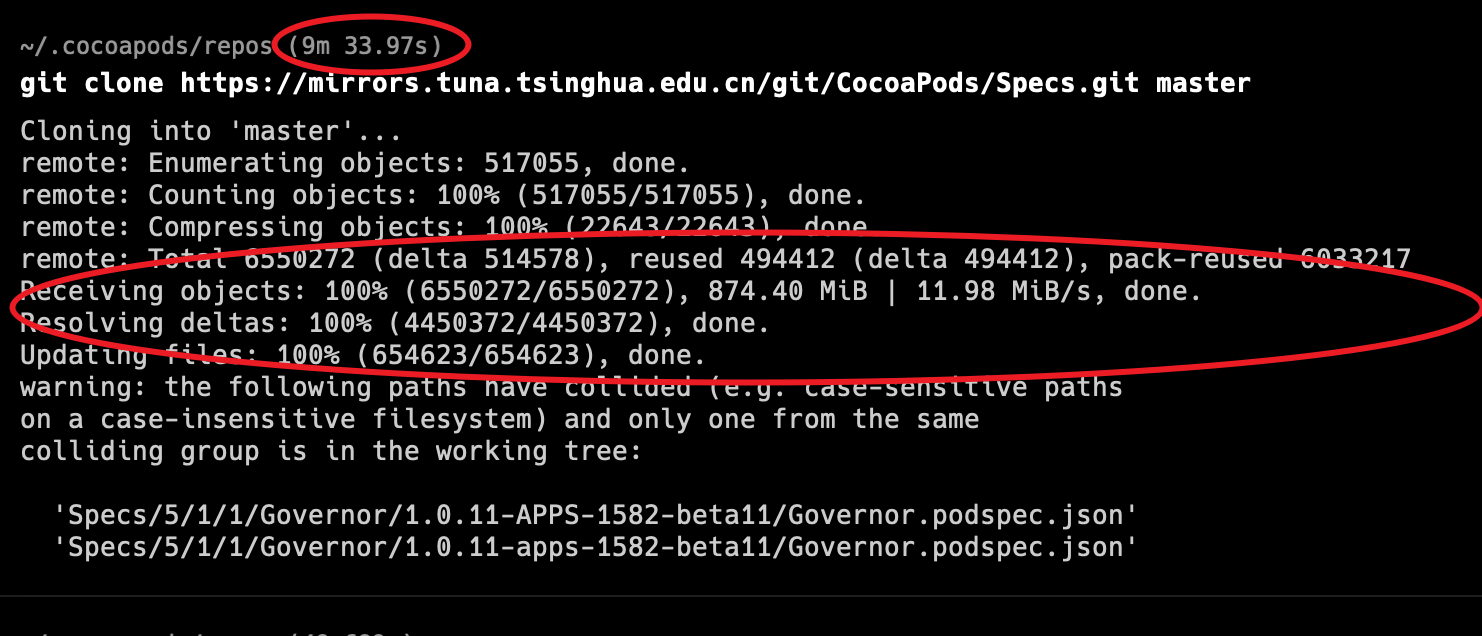 ~/.cocoapods/repos (9m 33.97s)
git clone https://mirrors.tuna.tsinghua.edu.cn/git/CocoaPods/Specs.git master
Cloning into 'master'...
remote: Enumerating objects: 517055, done.
remote: Counting objects: 100% (517055/517055), done.
remote: Compressing objects: 100% (22643/22643), done.
remote: Total 6550272 (delta 514578), reused 494412 (delta 494412), pack-reused 6033217
Receiving objects: 100% (6550272/6550272), 874.40 MiB | 11.98 MiB/s, done.
Resolving deltas: 100% (4450372/4450372), done.
Updating files: 100% (654623/654623), done.
warning: the following paths have collided (e.g. case-sensitive paths
on a case-insensitive filesystem) and only one from the same
colliding group is in the working tree:
'Specs/5/1/1/Governor/1.0.11-APPS-1582-beta11/Governor.podspec.json'
'Specs/5/1/1/Governor/1.0.11-apps-1582-beta11/Governor.podspec.json'